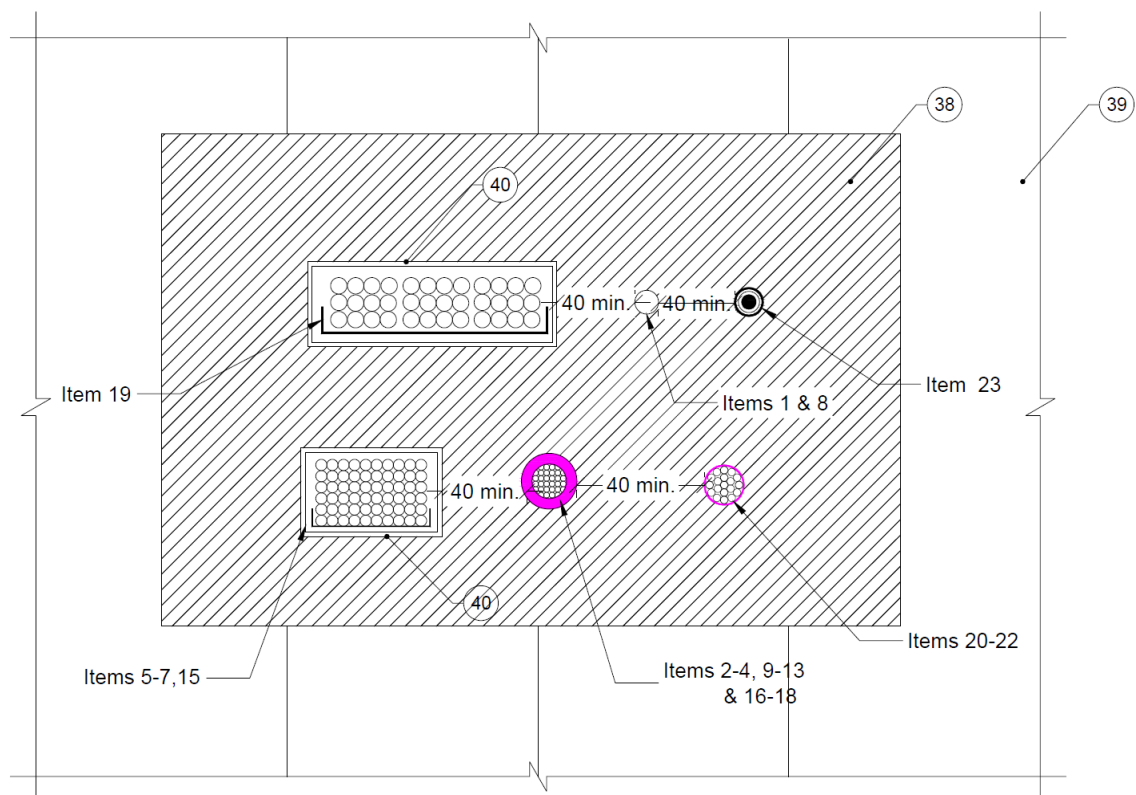 38
39
40
40 min.
40 min.
Item 19
Item 23
Items 1 & 8
40 min.
40 min.
40
Items 20-22
Items 5-7,15
Items 2-4, 9-13
& 16-18